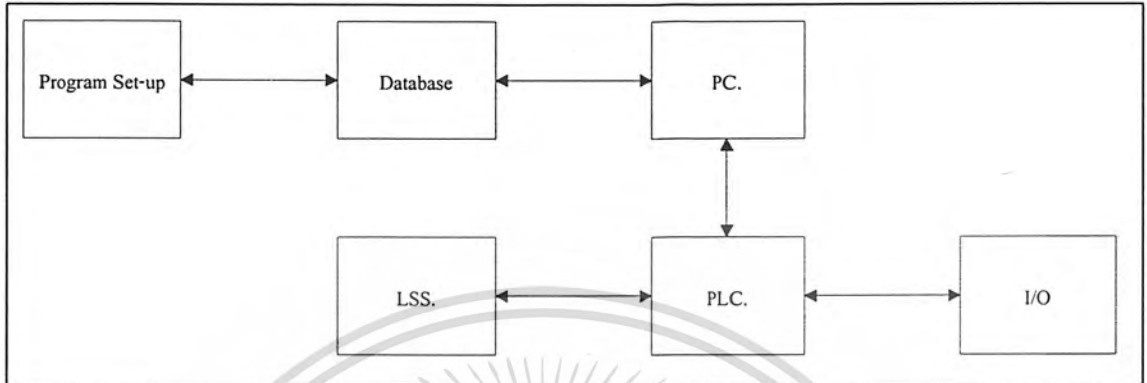 Program Set-up
Database
PC.
LSS.
PLC.
I/O